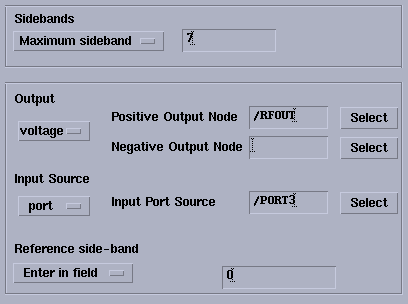 Sidebands
Maximum sideband 7
Output
Positive Output Node /RFOUT Select
voltage
Negative Output Node Select
Input Source
port Input Port Source /PORT3 Select
Reference side-band
Enter in field 0